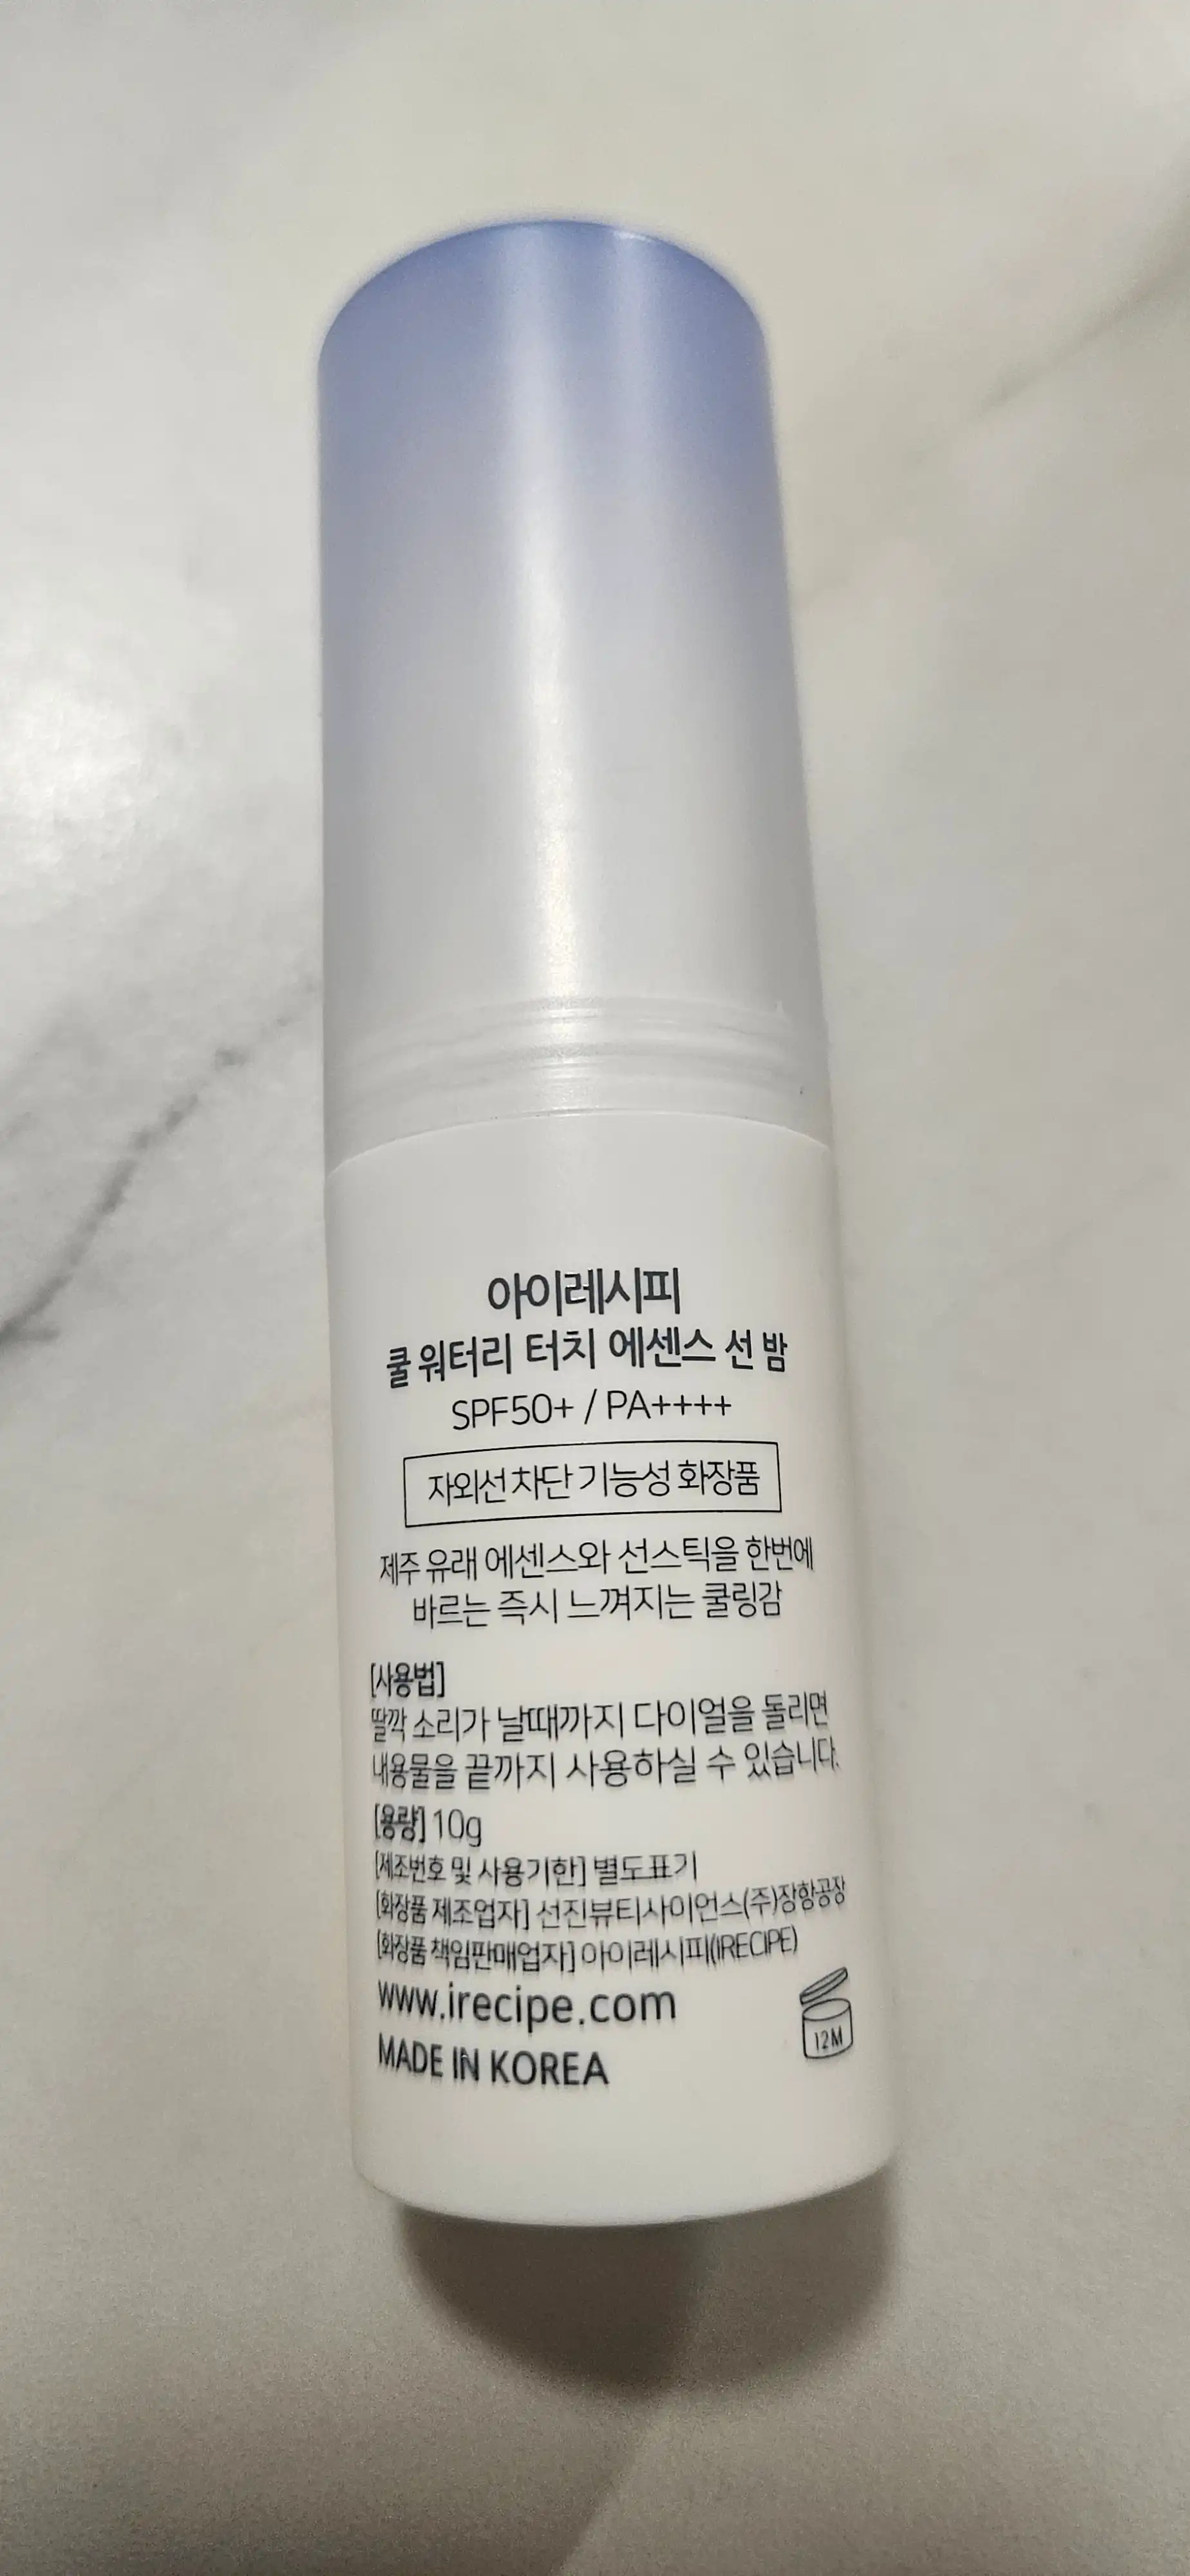 아이레시피
쿨 워터리 터치 에센스 선 밤
SPF50+ / PA++++
자외선 차단 기능성 화장품
제주 유래 에센스와 선스틱을 한번에
바르는 즉시 느껴지는 쿨링감
[사용법]
딸깍 소리가 날때까지 다이얼을 돌리면
내용물을 끝까지 사용하실 수 있습니다.
[용량] 10g
[제조번호 및 사용기한] 별도표기
[화장품 제조업자] 선진뷰티사이언스(주)장항공장
[화장품 책임판매업자] 아이레시피(IRECIPE)
www.irecipe.com
MADE IN KOREA
12M